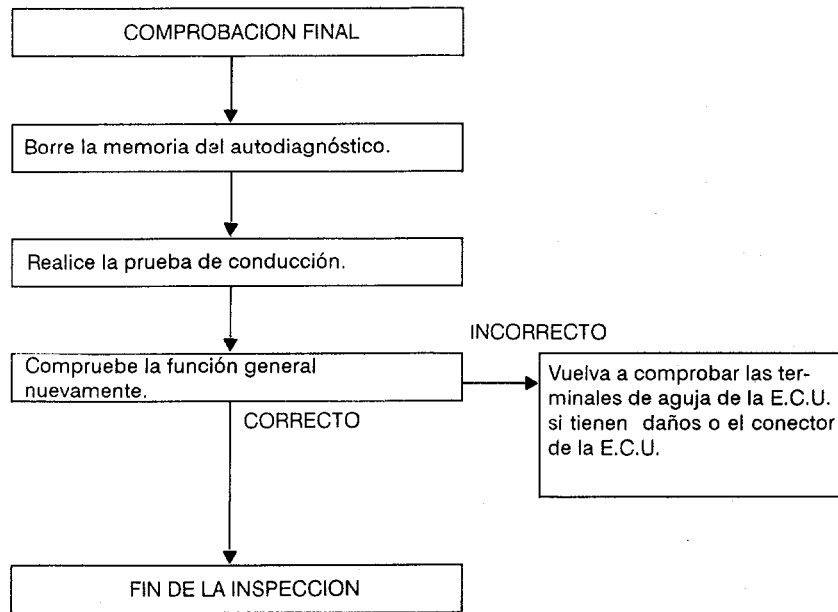 COMPROBACION FINAL
Borre la memoria del autodiagnóstico.
Realice la prueba de conducción.
INCORRECTO
Compruebe la función general
nuevamente.
Vuelva a comprobar las ter-
minales de aguja de la E.C.U.
si tienen daños o el conector
de la E.C.U.
CORRECTO
FIN DE LA INSPECCION